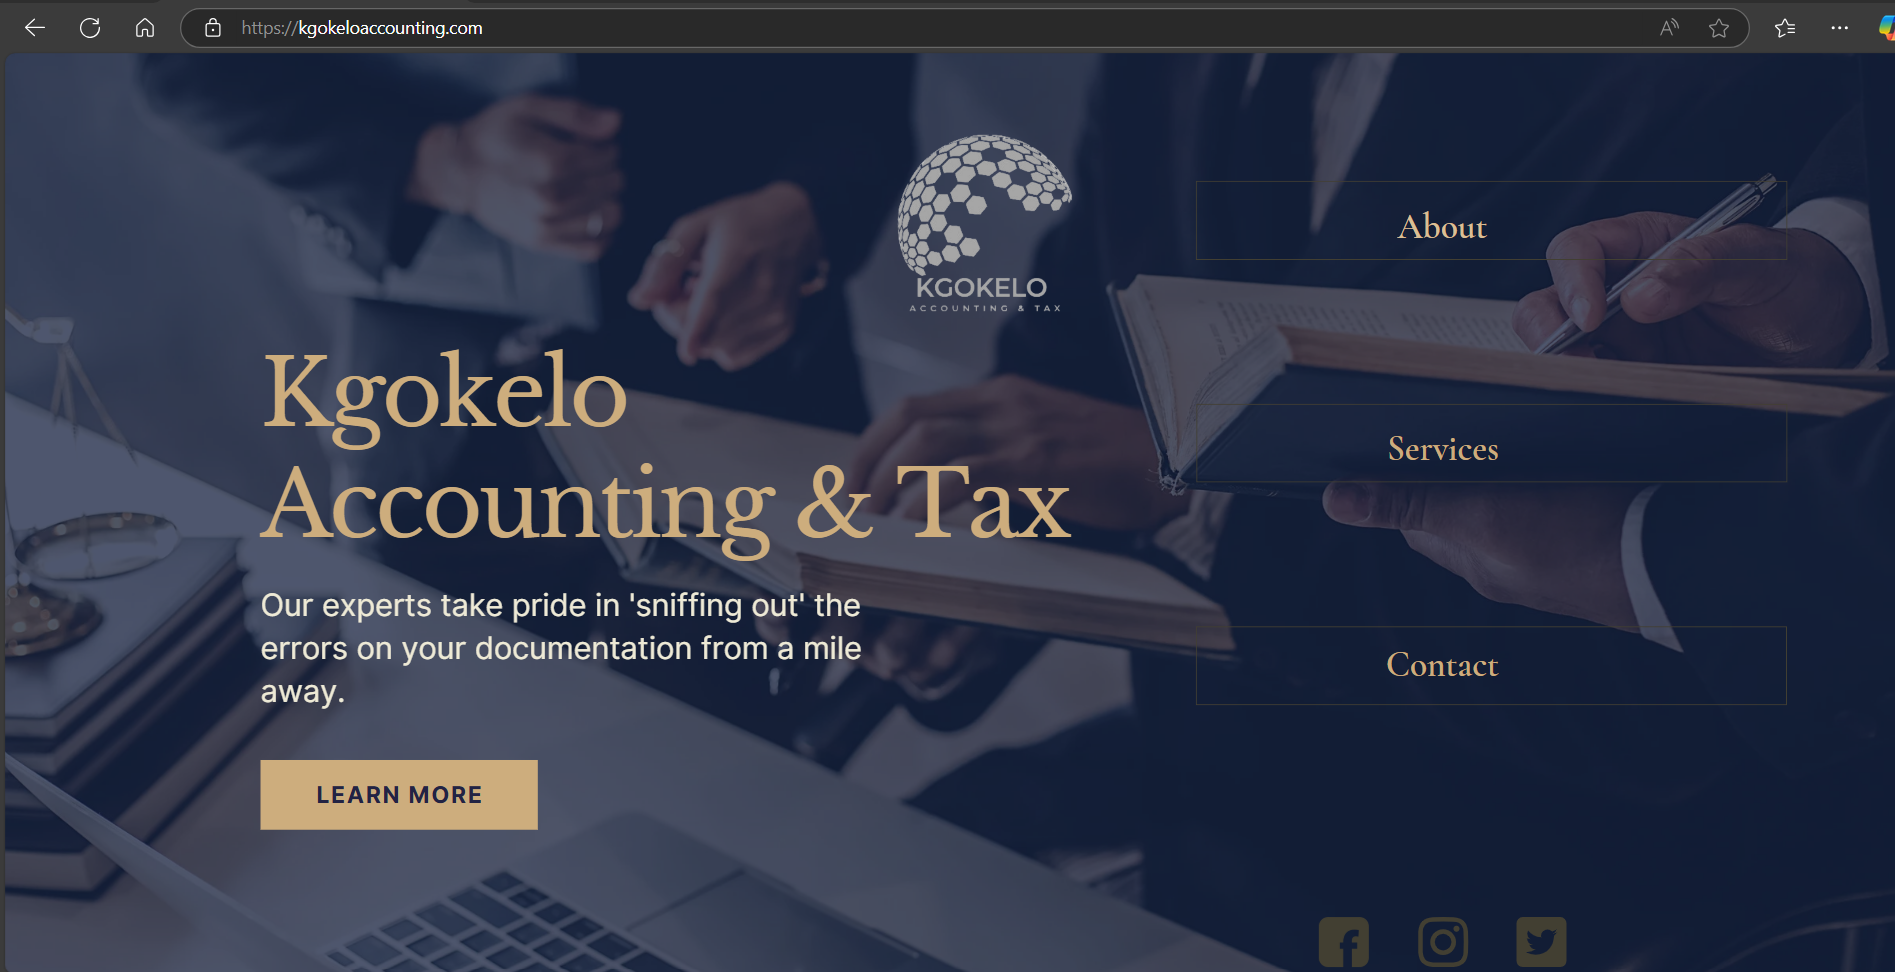 https://kgokeloaccounting.com
KGOKELO
ACCOUNTING & TAX
About
Kgokelo
Accounting & Tax
Services
Our experts take pride in 'sniffing out' the
errors on your documentation from a mile
away.
Contact
LEARN MORE